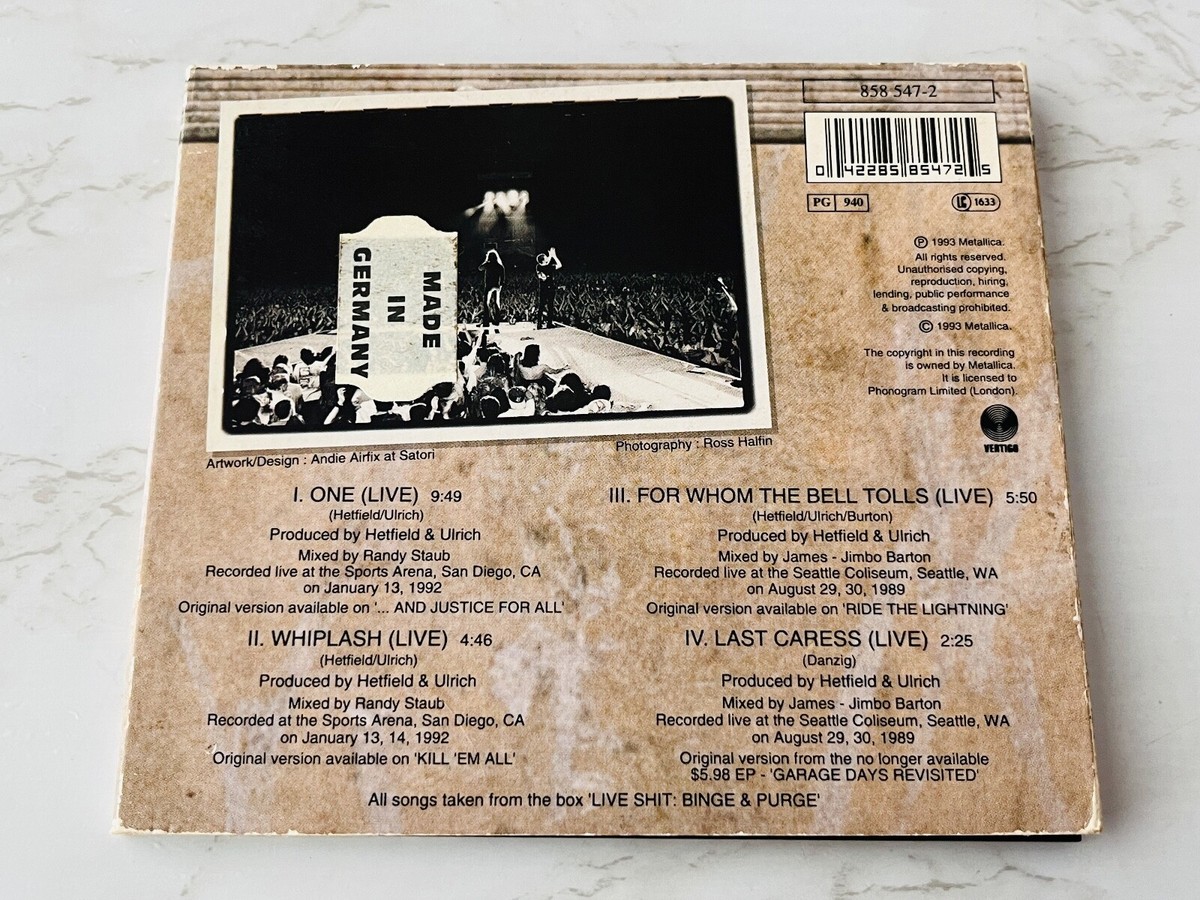 858 547-2
0 42285 85472 5
PG 940
LC 1633
℗ 1993 Metallica.
All rights reserved.
Unauthorised copying,
reproduction, hiring,
lending, public performance
& broadcasting prohibited.
© 1993 Metallica.
The copyright in this recording
is owned by Metallica.
It is licensed to
Phonogram Limited (London).
VERTIGO
MADE
IN
GERMANY
Artwork/Design : Andie Airfix at Satori
Photography : Ross Halfin
I. ONE (LIVE) 9:49
(Hetfield/Ulrich)
Produced by Hetfield & Ulrich
Mixed by Randy Staub
Recorded live at the Sports Arena, San Diego, CA
on January 13, 1992
Original version available on '... AND JUSTICE FOR ALL'
II. WHIPLASH (LIVE) 4:46
(Hetfield/Ulrich)
Produced by Hetfield & Ulrich
Mixed by Randy Staub
Recorded at the Sports Arena, San Diego, CA
on January 13, 14, 1992
Original version available on 'KILL 'EM ALL'
III. FOR WHOM THE BELL TOLLS (LIVE) 5:50
(Hetfield/Ulrich/Burton)
Produced by Hetfield & Ulrich
Mixed by James - Jimbo Barton
Recorded live at the Seattle Coliseum, Seattle, WA
on August 29, 30, 1989
Original version available on 'RIDE THE LIGHTNING'
IV. LAST CARESS (LIVE) 2:25
(Danzig)
Produced by Hetfield & Ulrich
Mixed by James - Jimbo Barton
Recorded live at the Seattle Coliseum, Seattle, WA
on August 29, 30, 1989
Original version from the no longer available
$5.98 EP - 'GARAGE DAYS REVISITED'
All songs taken from the box 'LIVE SHIT: BINGE & PURGE'